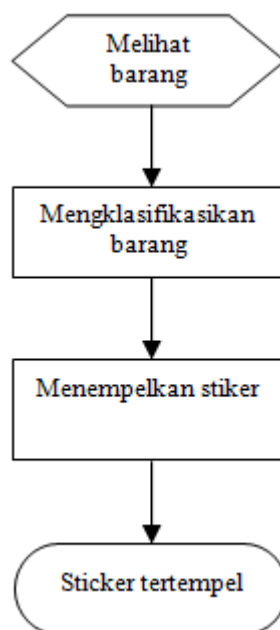 Melihat
barang
Mengklasifikasikan
barang
Menempelkan stiker
Sticker tertempel